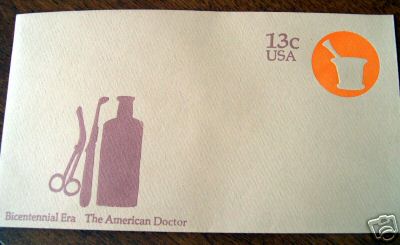 13c
USA
Bicentennial Era The American Doctor